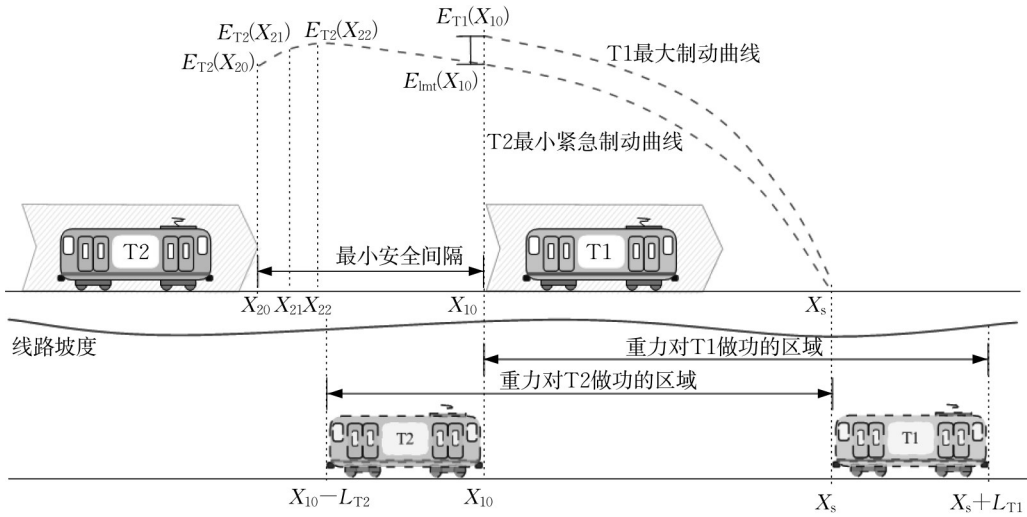 E_T1(X_10)
E_T2(X_21)
E_T2(X_22)
T1最大制动曲线
E_T2(X_20)
E_lmt(X_10)
T2最小紧急制动曲线
T2
最小安全间隔
T1
X_20
X_21
X_22
X_10
X_s
线路坡度
重力对T1做功的区域
重力对T2做功的区域
T2
T1
X_10-L_T2
X_10
X_s
X_s+L_T1